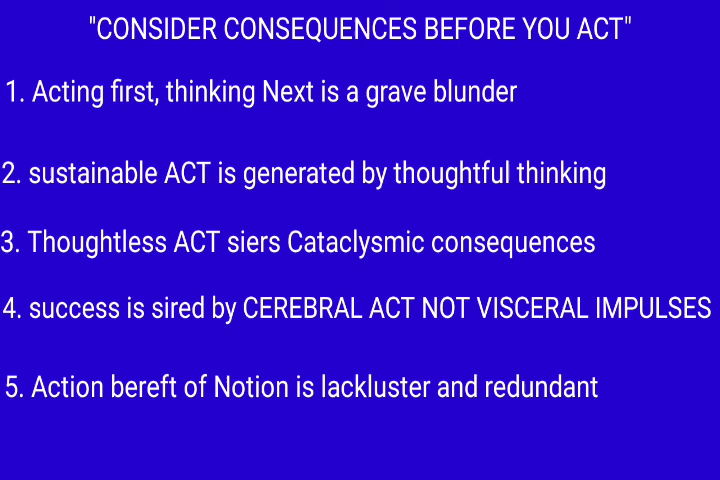 "CONSIDER CONSEQUENCES BEFORE YOU ACT"
1. Acting first, thinking Next is a grave blunder
2. sustainable ACT is generated by thoughtful thinking
3. Thoughtless ACT siers Cataclysmic consequences
4. success is sired by CEREBRAL ACT NOT VISCERAL IMPULSES
5. Action bereft of Notion is lackluster and redundant